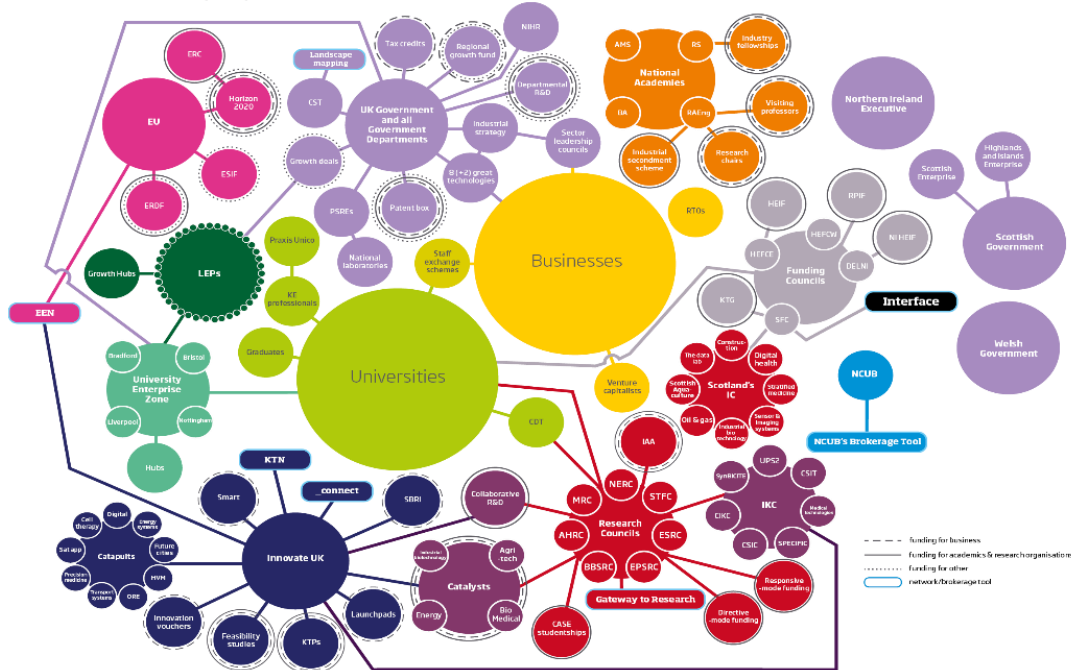 ERC
Horizon
2020
EU
ESIF
ERDF
Landscape
mapping
Tax credits
Regional
growth fund
NIHR
CST
UK Government
and all
Government
Departments
Departmental
R&D
Industrial
strategy
Sector
leadership
councils
Growth deals
8 (+2) great
technologies
PSREs
Patent box
National
laboratories
AMS
RS
Industry
fellowships
National
Academies
BA
RAEng
Visiting
professors
Industrial
secondment
scheme
Research
chairs
Northern Ireland
Executive
Highlands
and Islands
Enterprise
Scottish
Enterprise
Scottish
Government
Welsh
Government
RTOs
Businesses
Venture
capitalists
HEIF
RPIF
NI HEIF
HEFCW
HEFCE
DELNI
Funding
Councils
KTG
SFC
Interface
Praxis Unico
Staff
exchange
schemes
KE
professionals
Graduates
Universities
CDT
Growth Hubs
LEPs
EEN
Bradford
Bristol
University
Enterprise
Zone
Liverpool
Nottingham
Hubs
Construc-
tion
The data
lab
Digital
health
Scottish
Aqua-
culture
Scotland's
IC
Stratified
medicine
Oil & gas
Industrial
bio
technology
Sensor &
imaging
systems
NCUB
NCUB's Brokerage Tool
KTN
_connect
Smart
SBRI
Innovate UK
Innovation
vouchers
Feasibility
studies
KTPs
Launchpads
Cell
therapy
Digital
Energy
systems
Sat app
Catapults
Future
cities
Precision
medicine
HVM
Transport
systems
ORE
Collaborative
R&D
Industrial
biotechnology
Agri
-tech
Catalysts
Energy
Bio
Medical
IAA
NERC
MRC
STFC
AHRC
Research
Councils
ESRC
BBSRC
EPSRC
Gateway to Research
CASE
studentships
Directive
-mode funding
Responsive
-mode funding
UPS2
SynbiCITE
CSIT
CIKC
IKC
Medical
technologies
CSIC
SPECIFIC
funding for business
funding for academics & research organisations
funding for other
network/brokerage tool